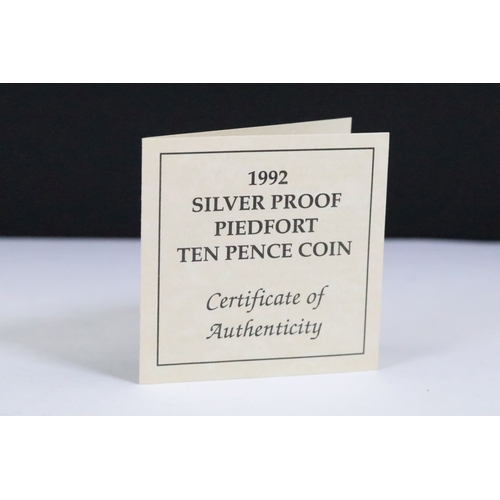 1992
SILVER PROOF
PIEDFORT
TEN PENCE COIN
Certificate of
Authenticity